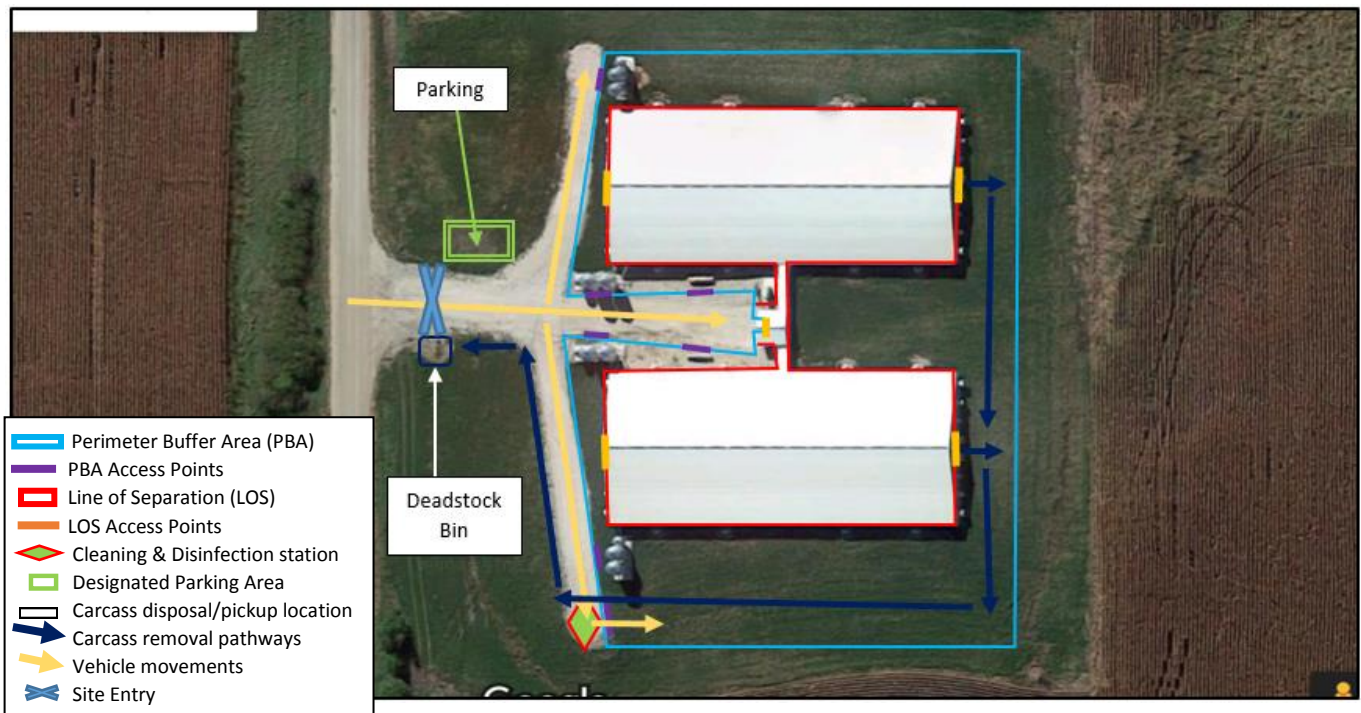 Parking
Deadstock
Bin
Perimeter Buffer Area (PBA)
PBA Access Points
Line of Separation (LOS)
LOS Access Points
Cleaning & Disinfection station
Designated Parking Area
Carcass disposal/pickup location
Carcass removal pathways
Vehicle movements
Site Entry